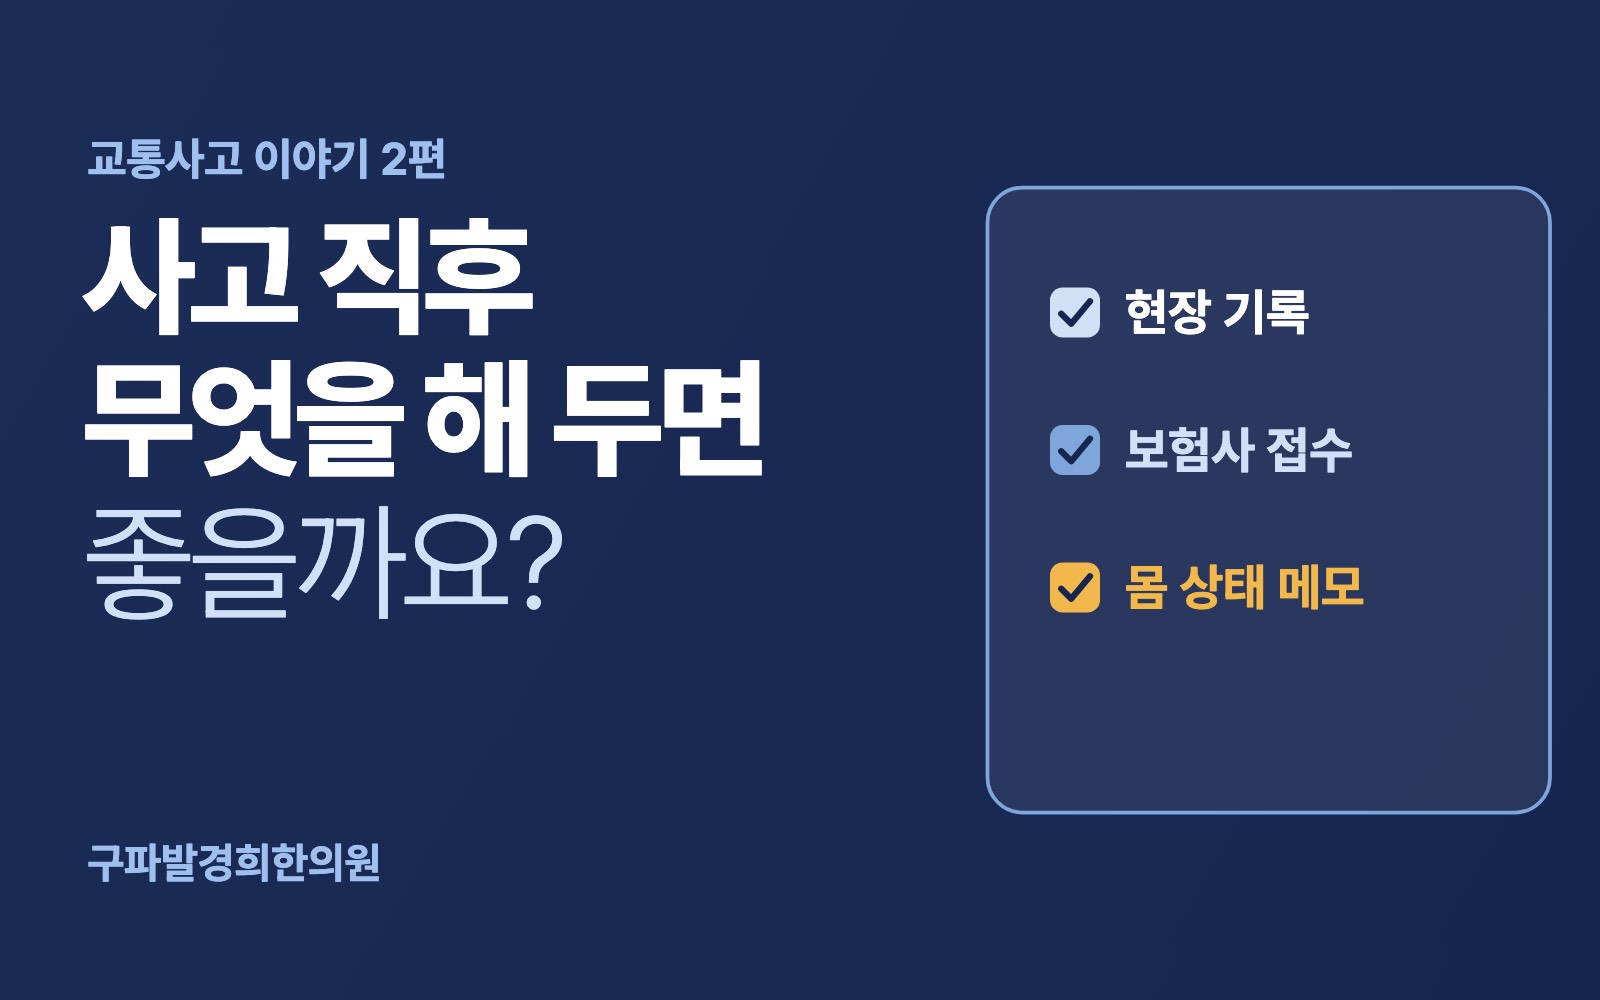 교통사고 이야기 2편
사고 직후
무엇을 해 두면
좋을까요?
현장 기록
보험사 접수
몸 상태 메모
구파발경희한의원